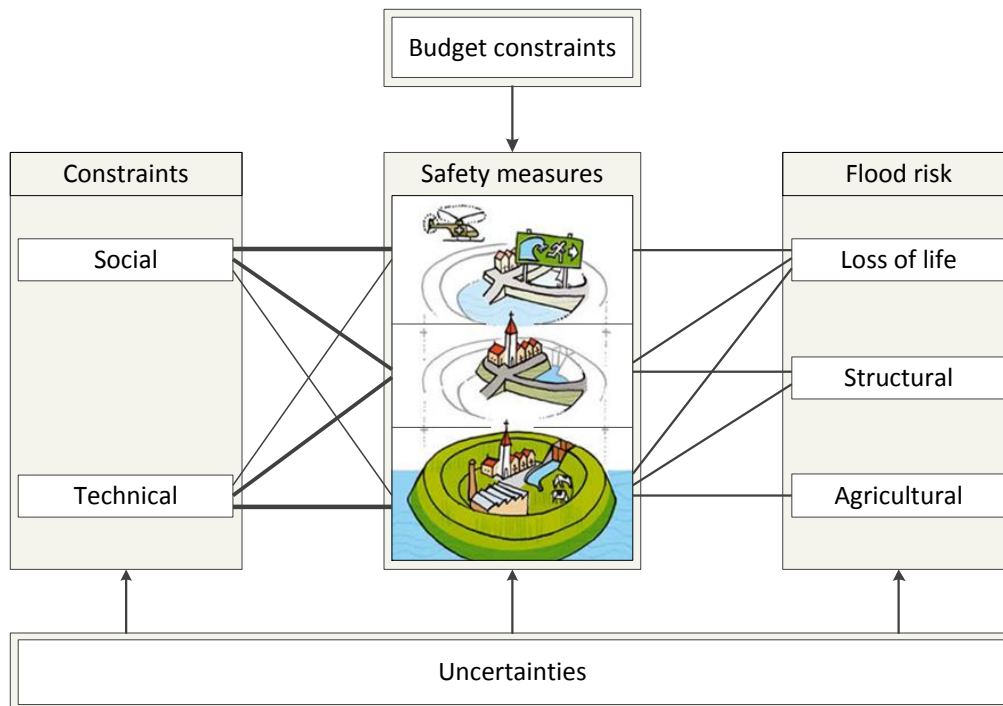 Budget constraints
Constraints
Safety measures
Flood risk
Social
Loss of life
Structural
Technical
Agricultural
Uncertainties